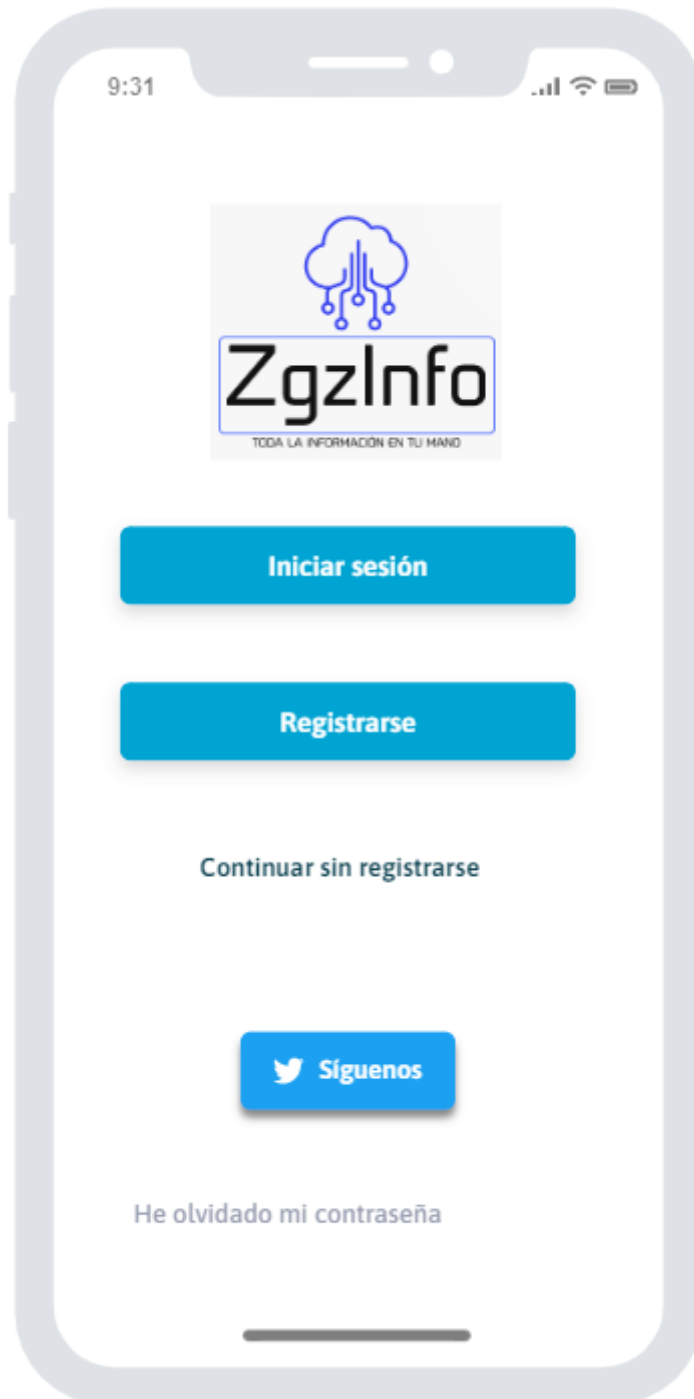 9:31
ZgzInfo
TODA LA INFORMACIÓN EN TU MANO
Iniciar sesión
Registrarse
Continuar sin registrarse
Síguenos
He olvidado mi contraseña